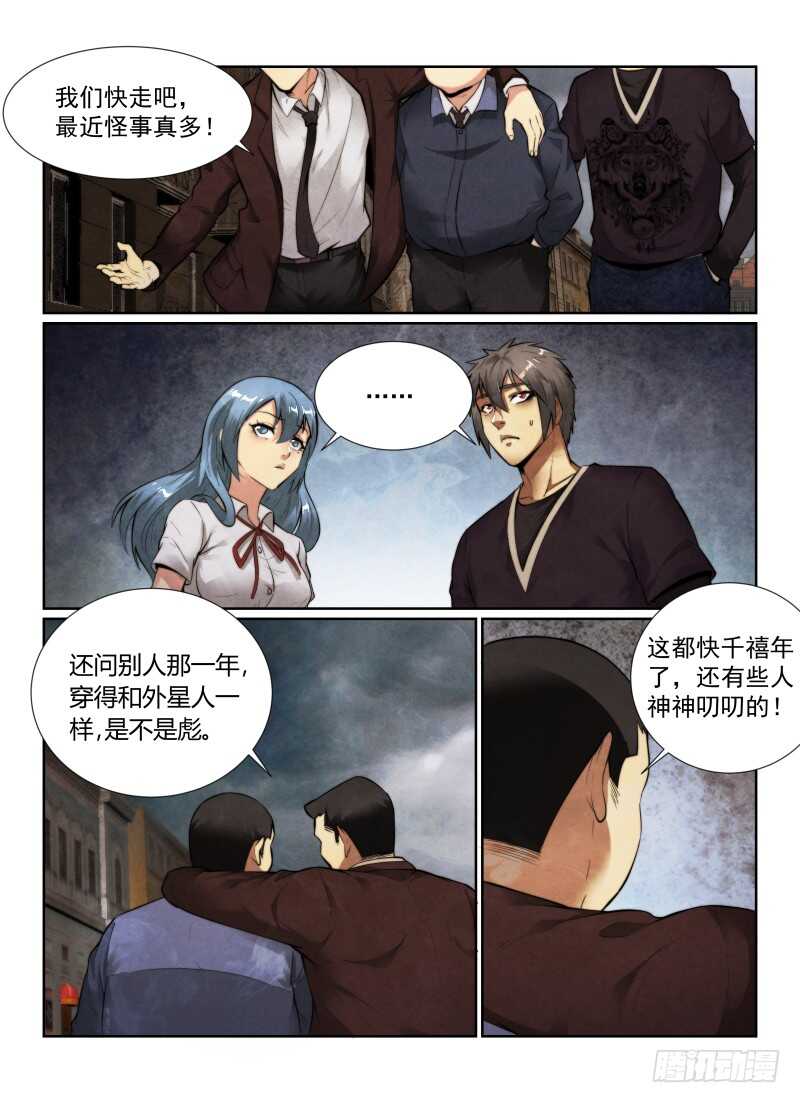 我们快走吧，
最近怪事真多！
……
还问别人那一年，
穿得和外星人一
样，是不是彪。
这都快千禧年
了，还有些人
神神叨叨的！
腾讯动漫